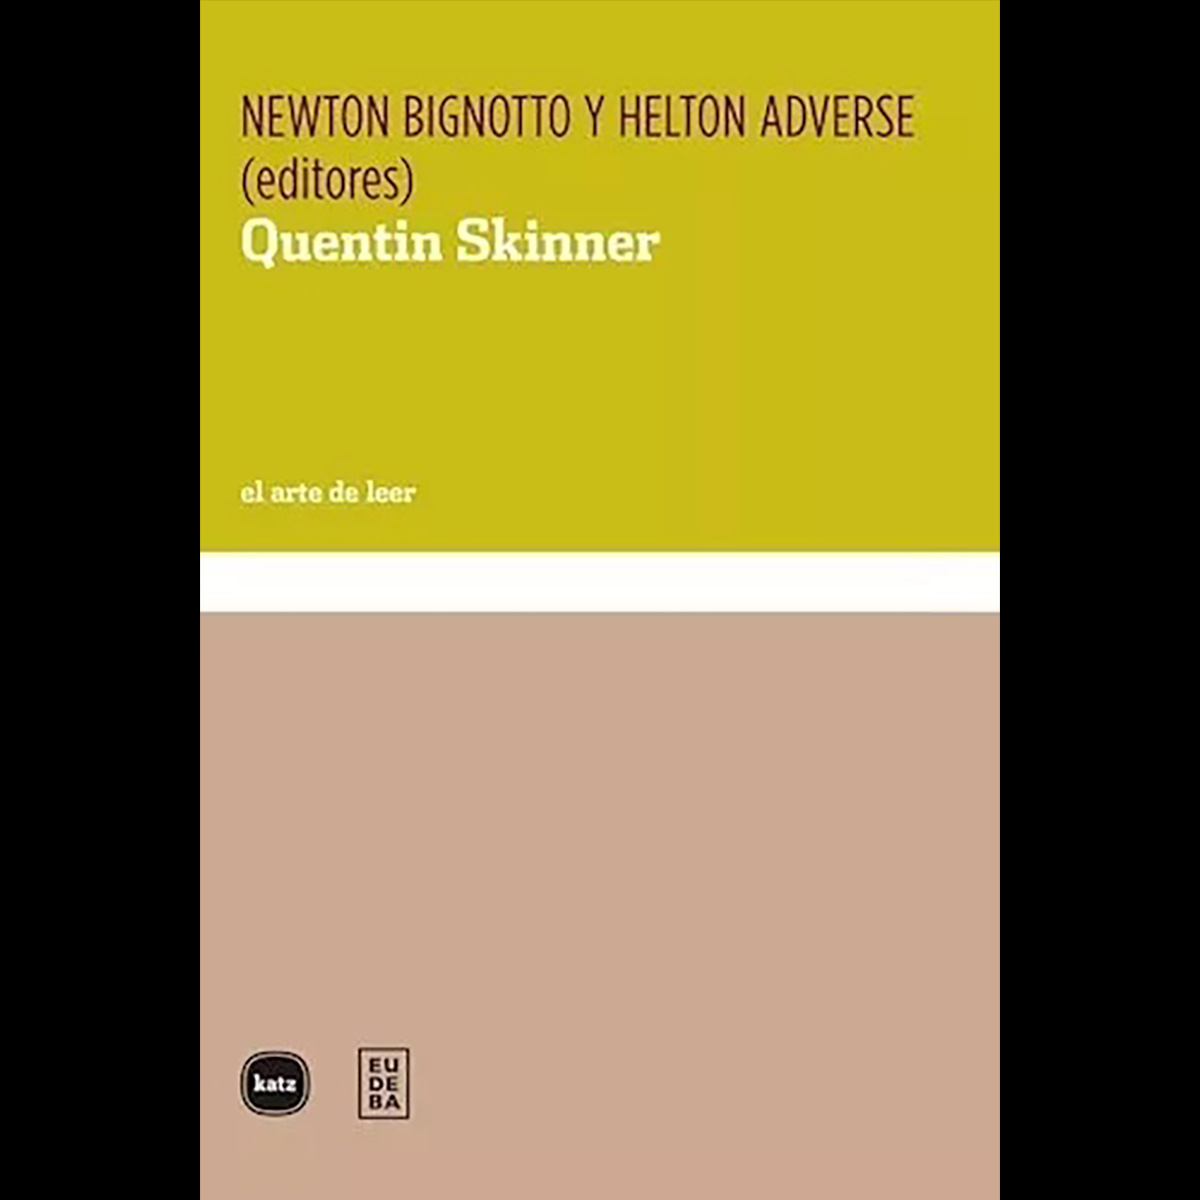 NEWTON BIGNOTTO Y HELTON ADVERSE
(editores)
Quentin Skinner
el arte de leer
katz
EU
DE
BA